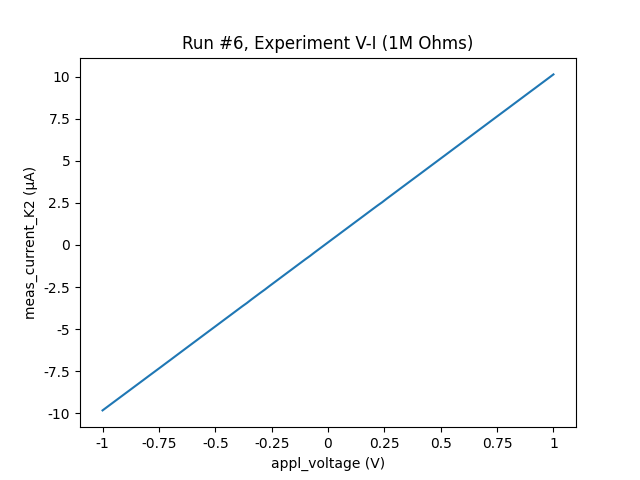 Run #6, Experiment V-I (1M Ohms)
10
7.5
5
2.5
0
-2.5
-5
-7.5
-10
meas_current_K2 (μA)
-1 -0.75 -0.5 -0.25 0 0.25 0.5 0.75 1
appl_voltage (V)